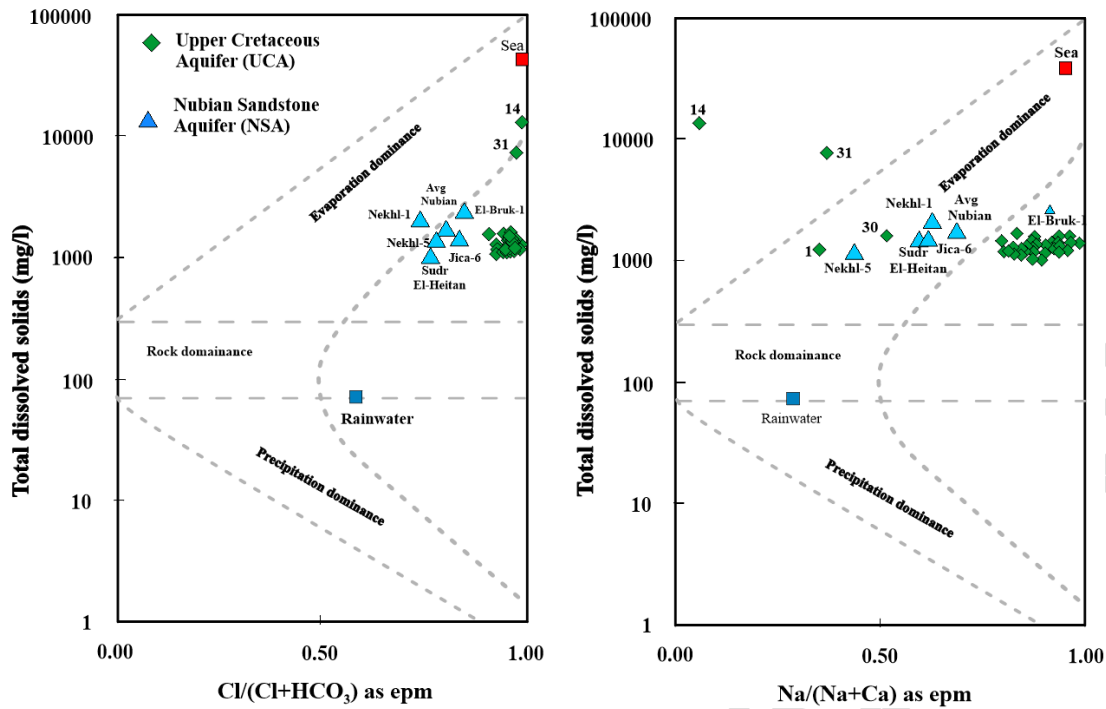 100000
10000
1000
100
10
1
Total dissolved solids (mg/l)
Upper Cretaceous
Aquifer (UCA)
Nubian Sandstone
Aquifer (NSA)
Sea
14
31
Evaporation dominance
Avg
Nubian
El-Bruk-1
Nekhl-1
Nekhl-5
Jica-6
Sudr
El-Heitan
Rock domainance
Rainwater
Precipitation dominance
0.00
0.50
1.00
Cl/(Cl+HCO₃) as epm
100000
10000
1000
100
10
1
Total dissolved solids (mg/l)
Sea
14
31
Evaporation dominance
Nekhl-1
Avg
Nubian
El-Bruk-1
30
1
Nekhl-5
Sudr
El-Heitan
Jica-6
Rock domainance
Rainwater
Precipitation dominance
0.00
0.50
1.00
Na/(Na+Ca) as epm